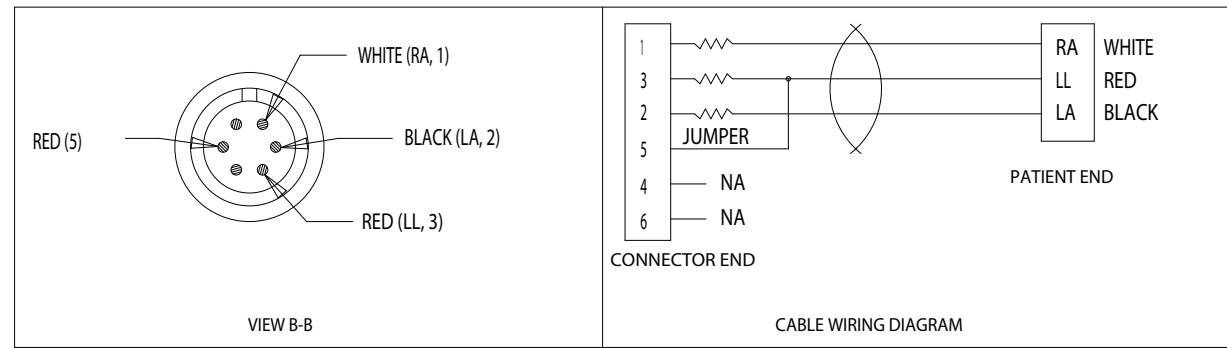 WHITE (RA, 1)
RED (5)
BLACK (LA, 2)
RED (LL, 3)
VIEW B-B
1
RA WHITE
3
LL RED
2
LA BLACK
5 JUMPER
4 NA
6 NA
PATIENT END
CONNECTOR END
CABLE WIRING DIAGRAM